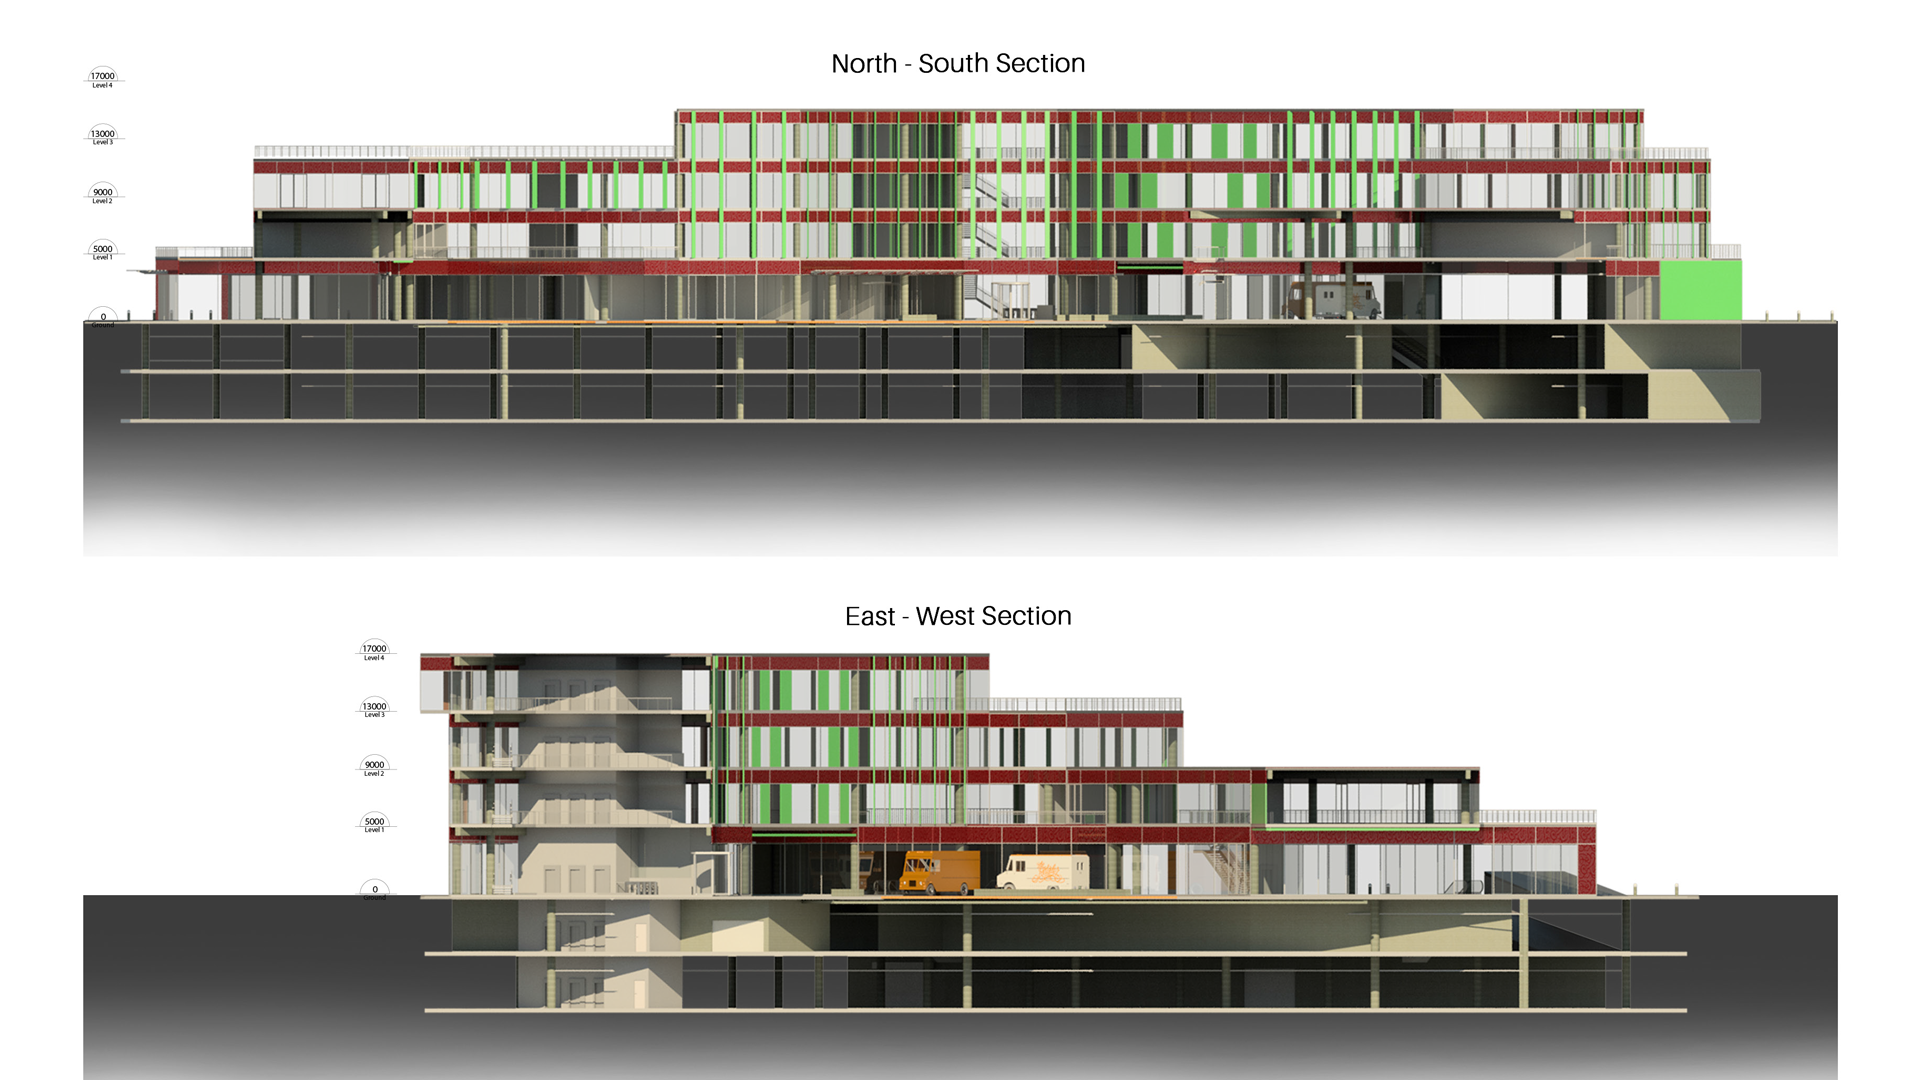 North - South Section
17000
Level 4
13000
Level 3
9000
Level 2
5000
Level 1
0
Ground
East - West Section
17000
Level 4
13000
Level 3
9000
Level 2
5000
Level 1
0
Ground